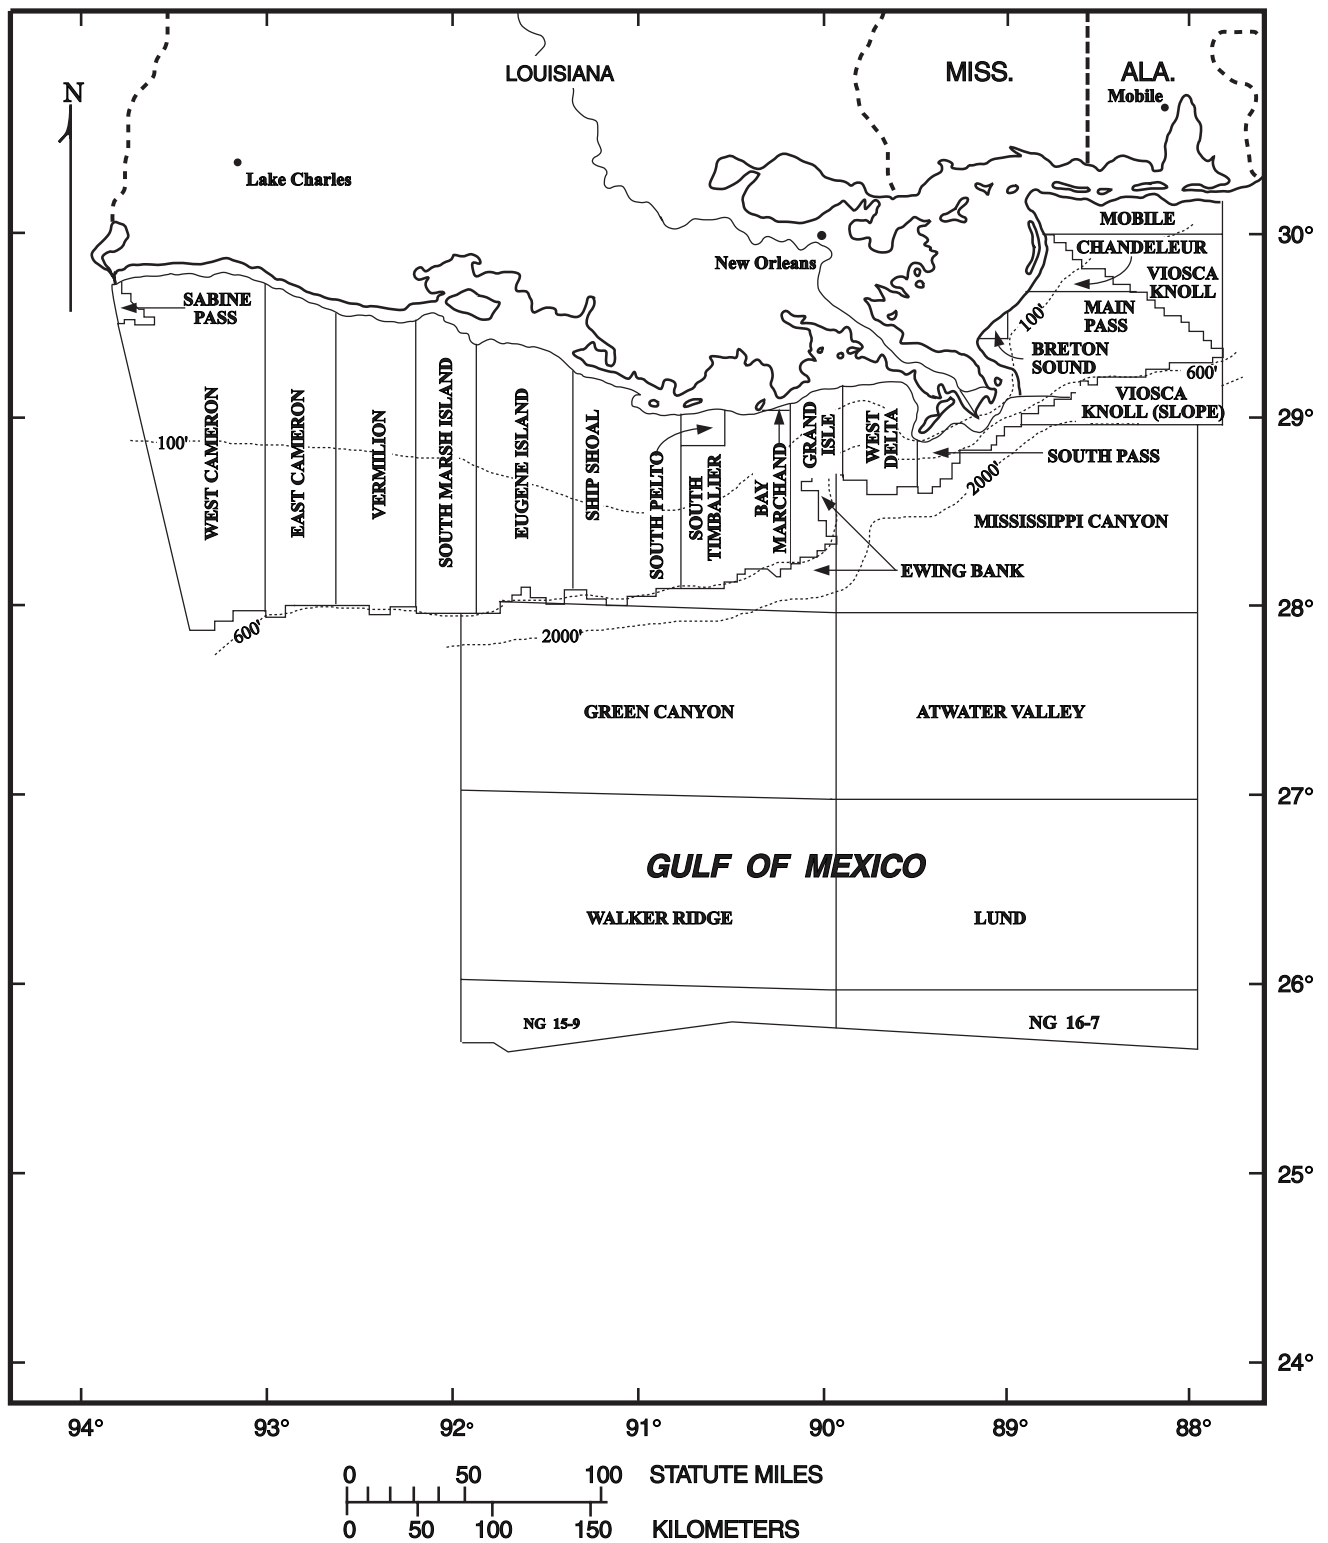 LOUISIANA
MISS.
ALA.
Mobile
N
Lake Charles
New Orleans
MOBILE
30°
CHANDELEUR
VIOSCA
KNOLL
SABINE
PASS
MAIN
PASS
100'
BRETON
SOUND
600'
VIOSCA
KNOLL (SLOPE)
29°
100'
WEST CAMERON
EAST CAMERON
VERMILION
SOUTH MARSH ISLAND
EUGENE ISLAND
SHIP SHOAL
SOUTH PELTO
SOUTH
TIMBALIER
BAY
MARCHAND
GRAND
ISLE
WEST
DELTA
SOUTH PASS
2000'
MISSISSIPPI CANYON
EWING BANK
28°
600'
2000'
GREEN CANYON
ATWATER VALLEY
27°
GULF OF MEXICO
WALKER RIDGE
LUND
26°
NG 15-9
NG 16-7
25°
24°
94°
93°
92°
91°
90°
89°
88°
0 50 100 STATUTE MILES
0 50 100 150 KILOMETERS